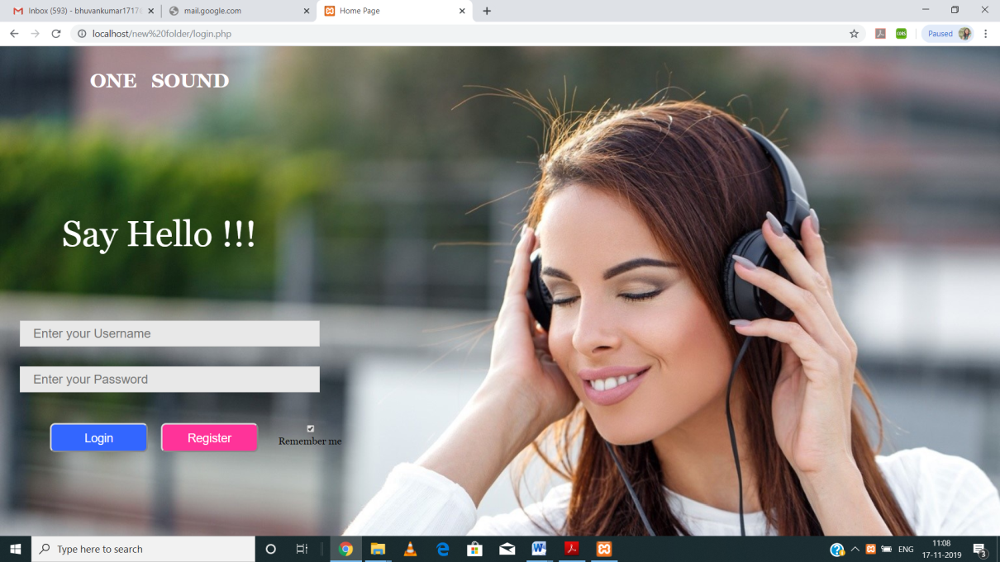 Inbox (593) - bhuvankumar1717
mail.google.com
Home Page
localhost/new%20folder/login.php
Paused
ONE SOUND
Say Hello !!!
Enter your Username
Enter your Password
Login
Register
Remember me
Type here to search
ENG
11:08
17-11-2019
3